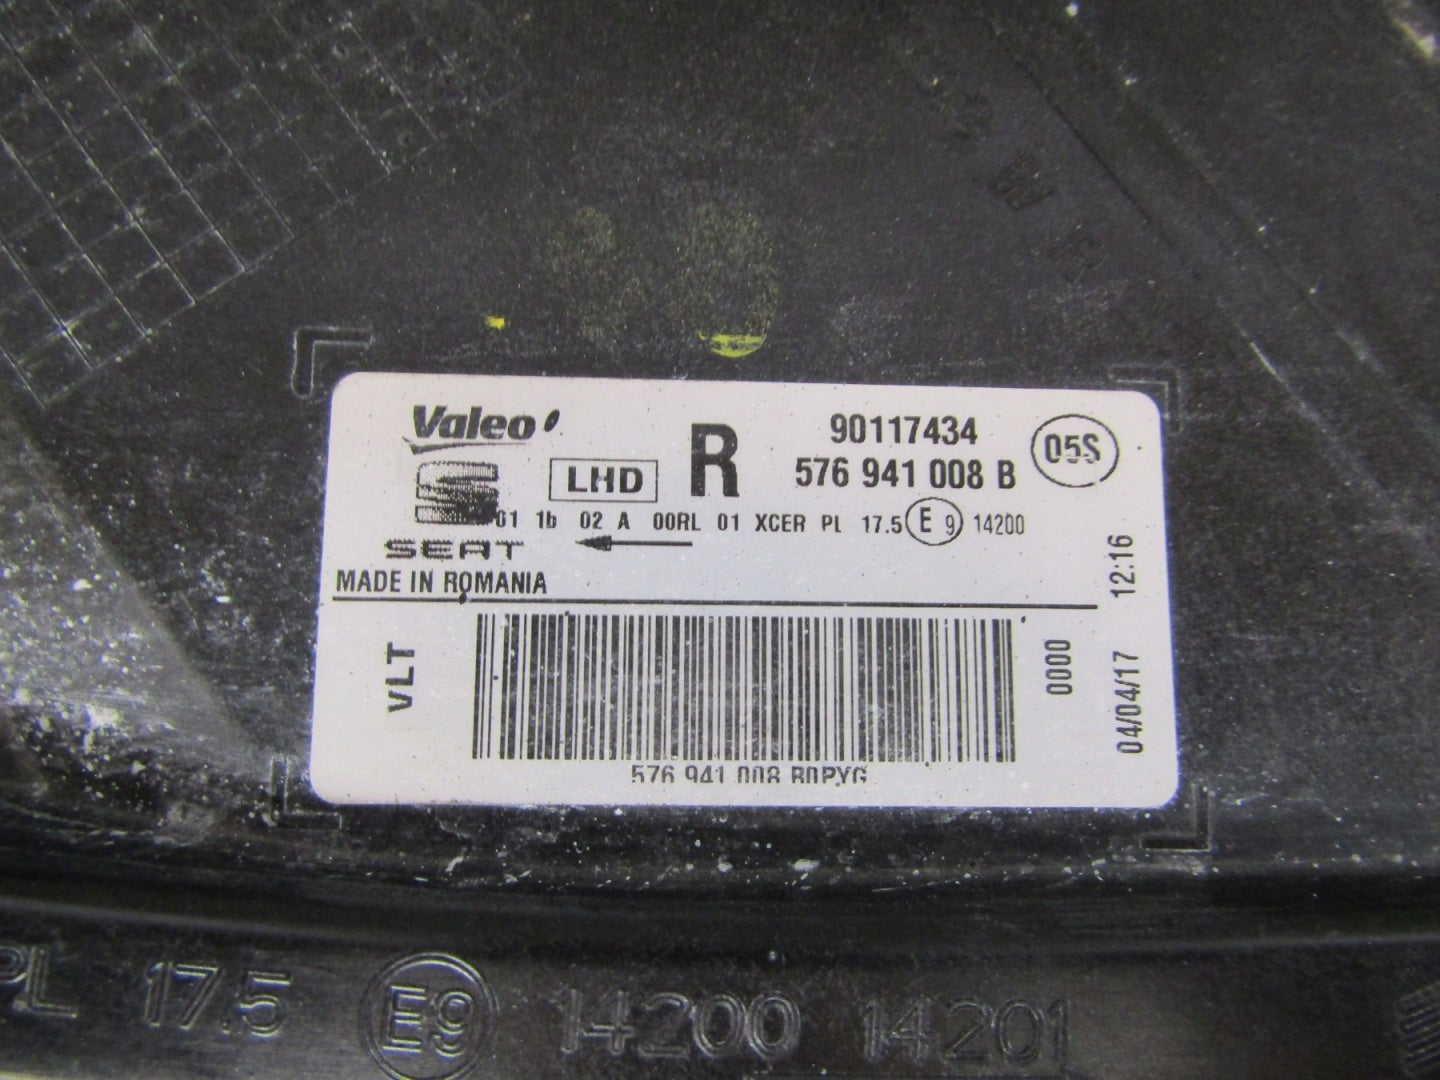 Valeo
R
90117434
05S
LHD
576 941 008 B
01 1b 02 A 00RL 01 XCER PL 17.5 E 9 14200
SEAT
MADE IN ROMANIA
12:16
VLT
0000
04/04/17
576 941 008 B0PYG
PL 17.5 E9 14200 14201